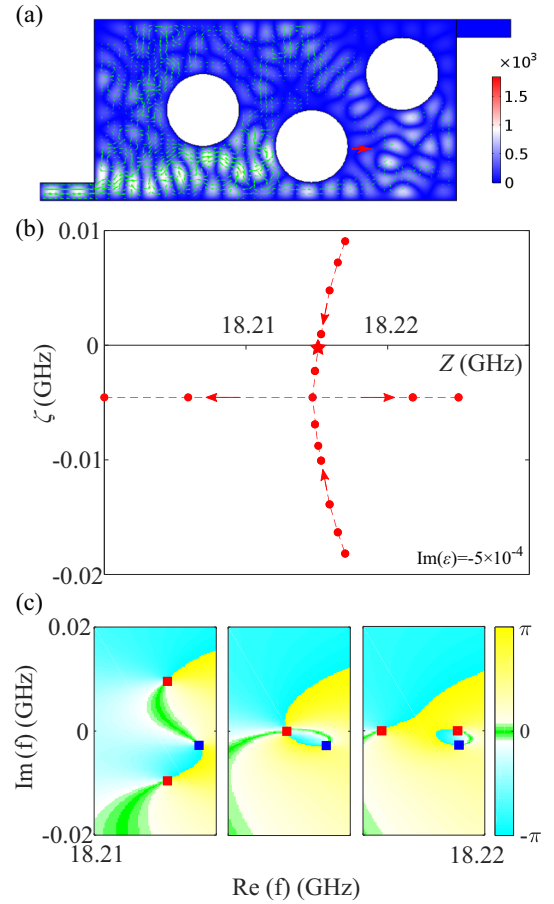 (a)
×10³
1.5
1
0.5
0
(b)
0.01
18.21
18.22
0
Z (GHz)
ζ (GHz)
-0.01
Im(ε)=-5×10⁻⁴
-0.02
(c)
0.02
π
Im (f) (GHz)
0
0
-0.02
-π
18.21
18.22
Re (f) (GHz)